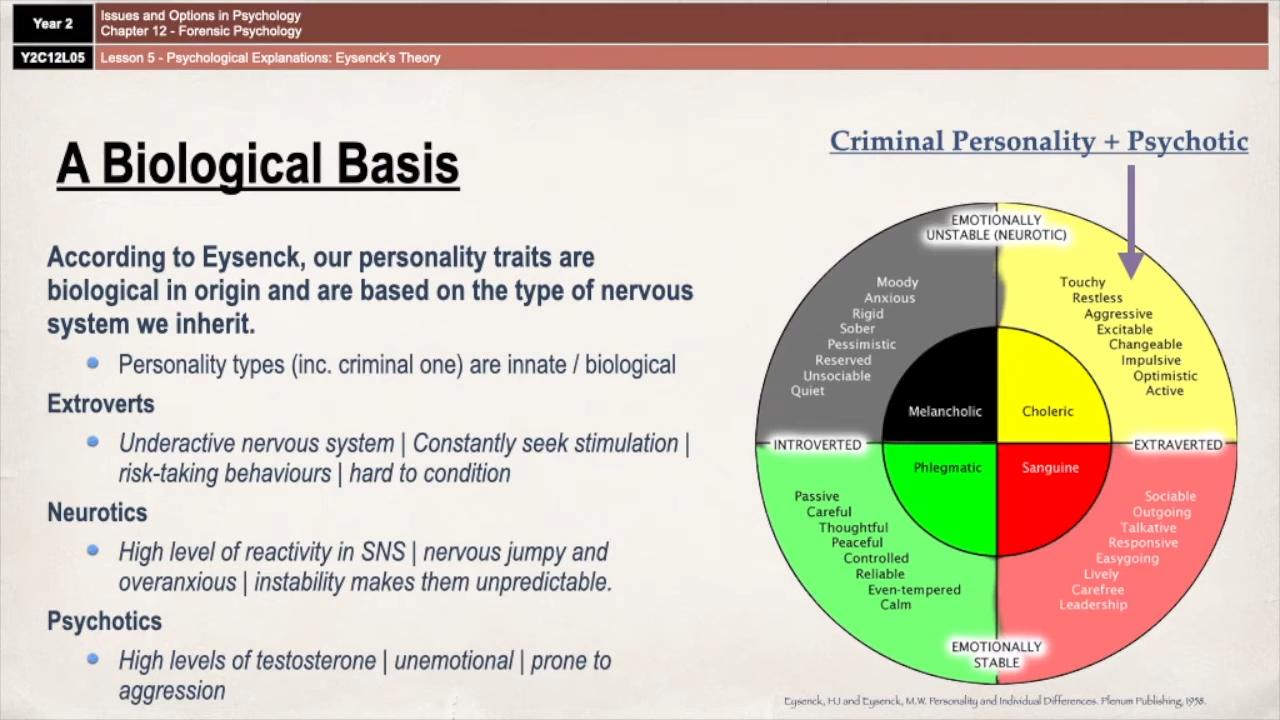 Year 2
Issues and Options in Psychology
Chapter 12 - Forensic Psychology
Y2C12L05
Lesson 5 - Psychological Explanations: Eysenck's Theory
A Biological Basis
According to Eysenck, our personality traits are
biological in origin and are based on the type of nervous
system we inherit.
Personality types (inc. criminal one) are innate / biological
Extroverts
Underactive nervous system | Constantly seek stimulation |
risk-taking behaviours | hard to condition
Neurotics
High level of reactivity in SNS | nervous jumpy and
overanxious | instability makes them unpredictable.
Psychotics
High levels of testosterone | unemotional | prone to
aggression
Criminal Personality + Psychotic
EMOTIONALLY
UNSTABLE (NEUROTIC)
Moody
Anxious
Rigid
Sober
Pessimistic
Reserved
Unsociable
Quiet
Touchy
Restless
Aggressive
Excitable
Changeable
Impulsive
Optimistic
Active
Melancholic
Choleric
INTROVERTED
EXTRAVERTED
Phlegmatic
Sanguine
Passive
Careful
Thoughtful
Peaceful
Controlled
Reliable
Even-tempered
Calm
Sociable
Outgoing
Talkative
Responsive
Easygoing
Lively
Carefree
Leadership
EMOTIONALLY
STABLE
Eysenck, HJ and Eysenck, M.W. Personality and Individual Differences. Plenum Publishing, 1958.